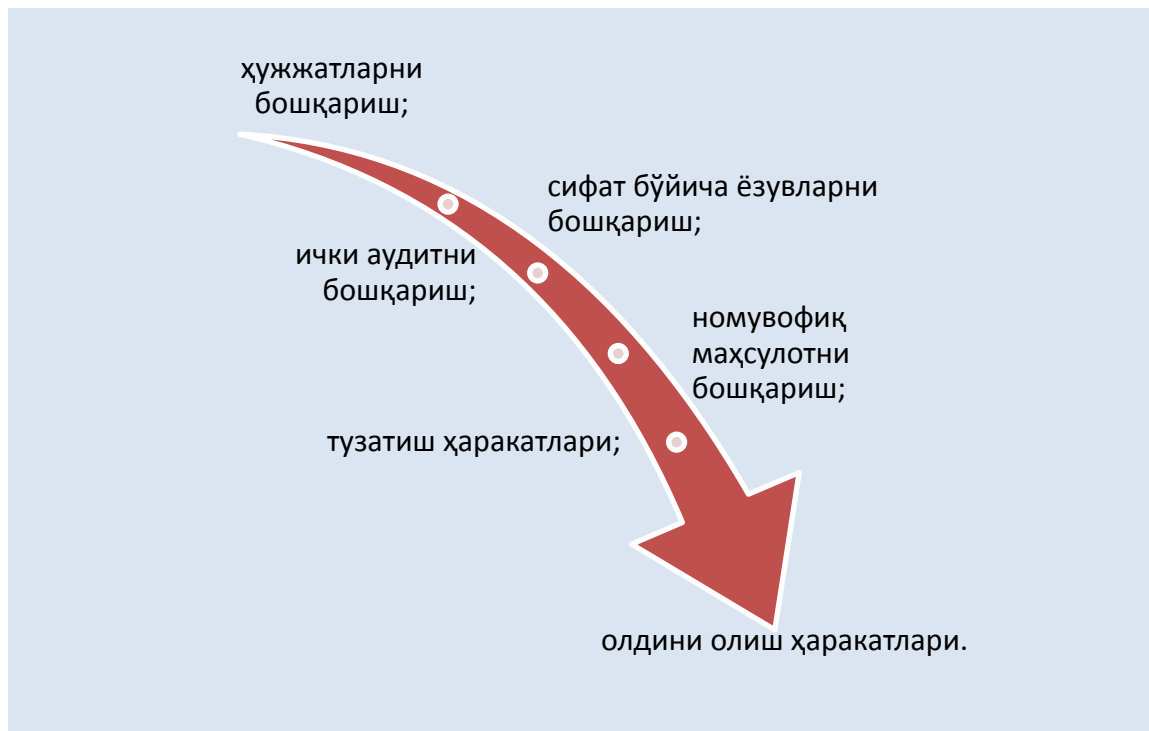 ҳужжатларни
бошқариш;
сифат бўйича ёзувларни
бошқариш;
ички аудитни
бошқариш;
номувофиқ
маҳсулотни
бошқариш;
тузатиш ҳаракатлари;
олдини олиш ҳаракатлари.